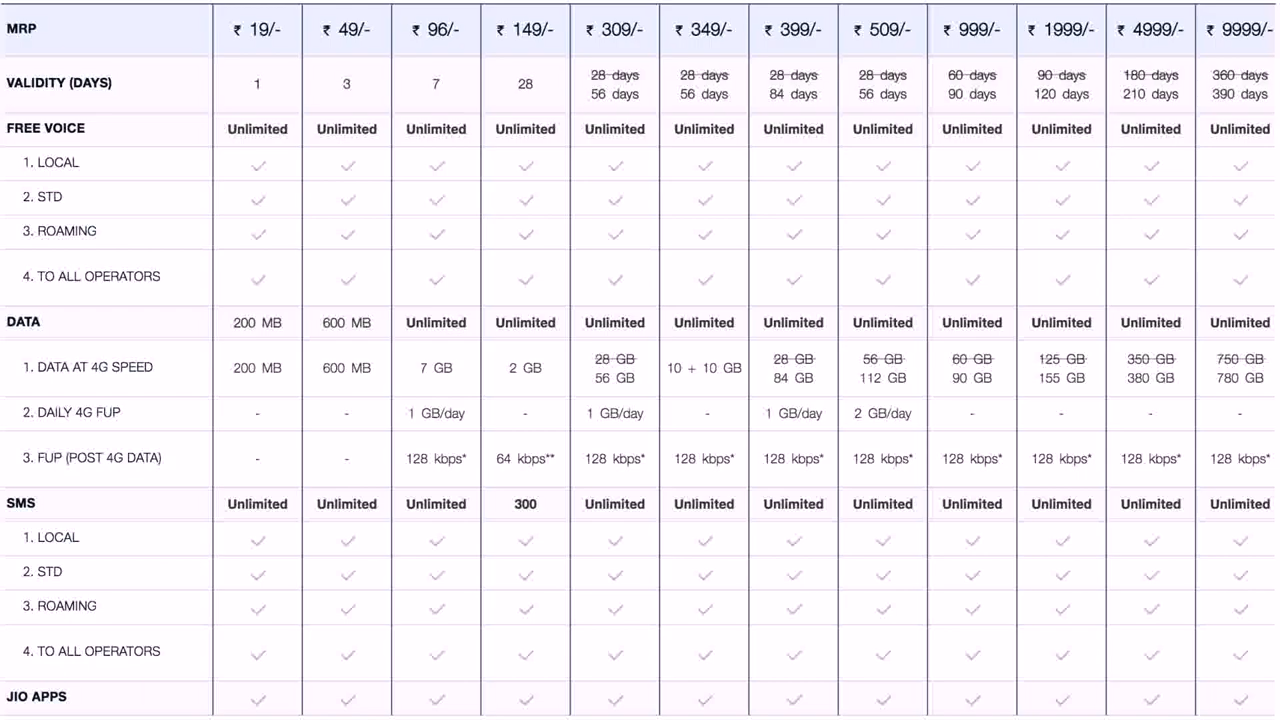 MRP ₹ 19/- ₹ 49/- ₹ 96/- ₹ 149/- ₹ 309/- ₹ 349/- ₹ 399/- ₹ 509/- ₹ 999/- ₹ 1999/- ₹ 4999/- ₹ 9999/-
28 days 28 days 28 days 28 days 60 days 90 days 180 days 360 days
VALIDITY (DAYS) 1 3 7 28
56 days 56 days 84 days 56 days 90 days 120 days 210 days 390 days
FREE VOICE Unlimited Unlimited Unlimited Unlimited Unlimited Unlimited Unlimited Unlimited Unlimited Unlimited Unlimited Unlimited
1. LOCAL
2. STD
3. ROAMING
4. TO ALL OPERATORS
DATA 200 MB 600 MB Unlimited Unlimited Unlimited Unlimited Unlimited Unlimited Unlimited Unlimited Unlimited Unlimited
28 GB 28 GB 56 GB 60 GB 125 GB 350 GB 750 GB
1. DATA AT 4G SPEED 200 MB 600 MB 7 GB 2 GB 10 + 10 GB
56 GB 84 GB 112 GB 90 GB 155 GB 380 GB 780 GB
2. DAILY 4G FUP - - 1 GB/day - 1 GB/day - 1 GB/day 2 GB/day - - - -
3. FUP (POST 4G DATA) - - 128 kbps* 64 kbps** 128 kbps* 128 kbps* 128 kbps* 128 kbps* 128 kbps* 128 kbps* 128 kbps* 128 kbps*
SMS Unlimited Unlimited Unlimited 300 Unlimited Unlimited Unlimited Unlimited Unlimited Unlimited Unlimited Unlimited
1. LOCAL
2. STD
3. ROAMING
4. TO ALL OPERATORS
JIO APPS